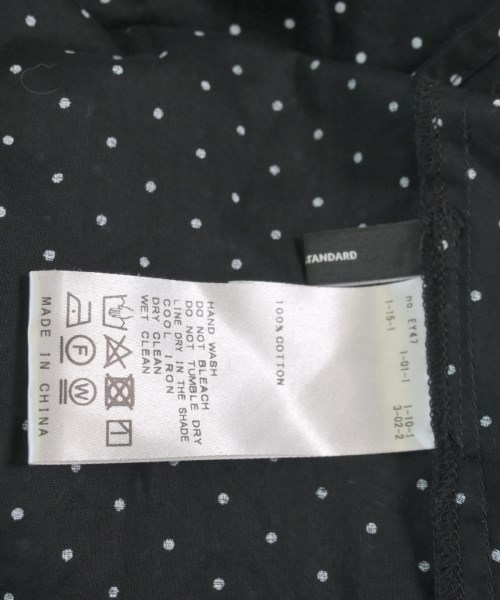 TANDARD
no. EY47
1-15-1 1-01-1 1-10-1
3-02-2
100% COTTON
HAND WASH
DO NOT BLEACH
DO NOT TUMBLE DRY
LINE DRY IN THE SHADE
COOL IRON
DRY CLEAN
WET CLEAN
F
W
MADE IN CHINA